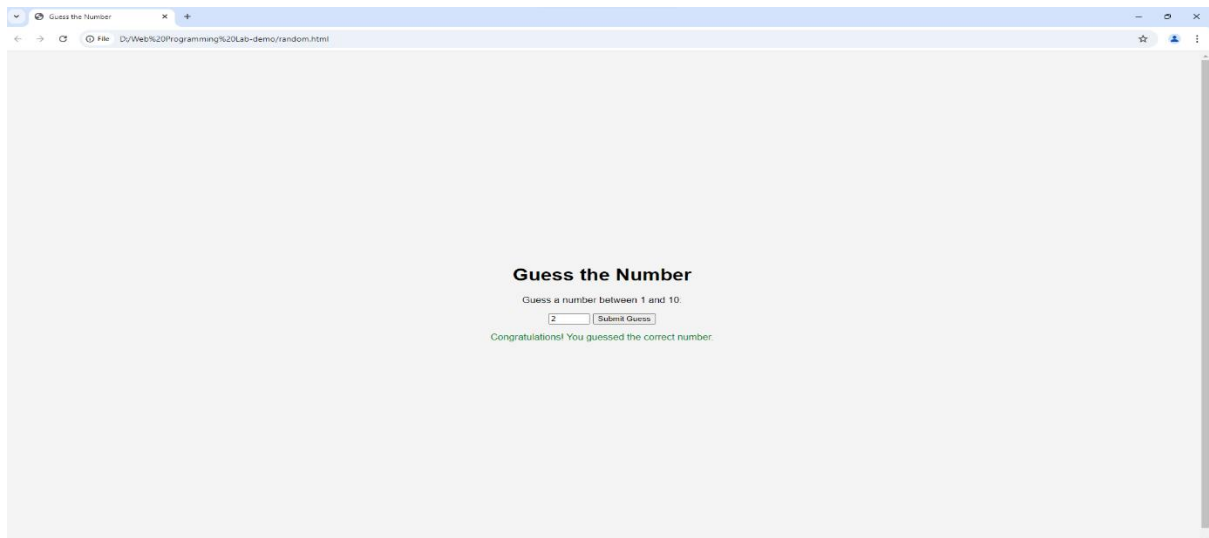 Guess the Number
File D:/Web%20Programming%20Lab-demo/random.html
Guess the Number
Guess a number between 1 and 10:
2 Submit Guess
Congratulations! You guessed the correct number.